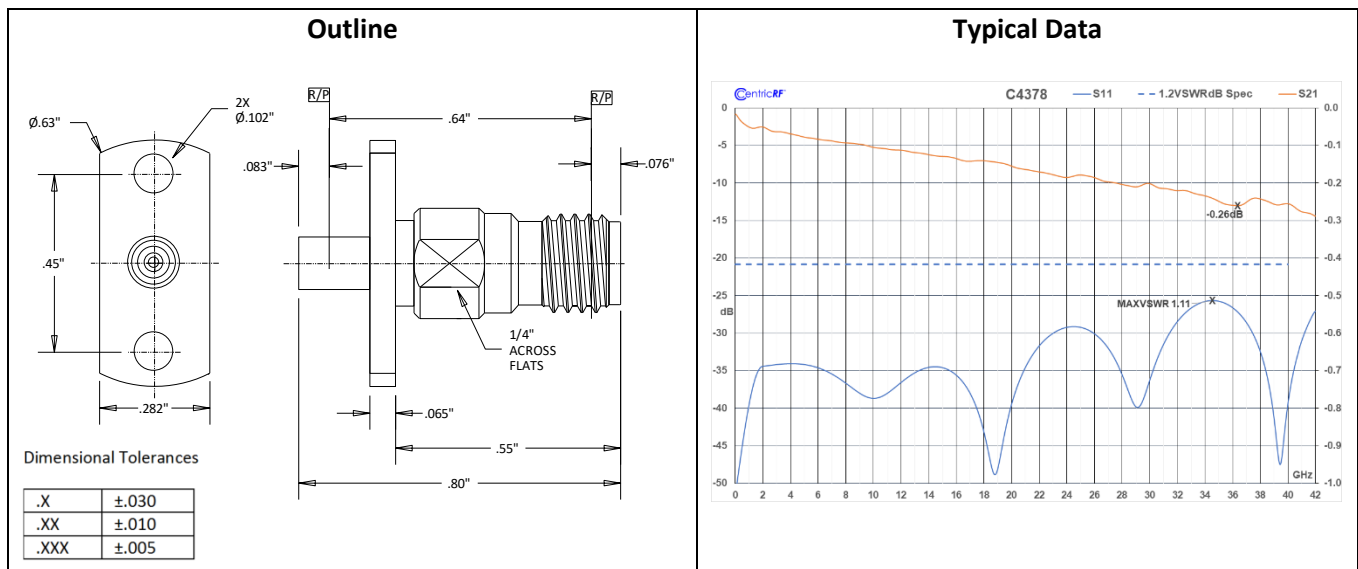 Outline
Typical Data
R/P
R/P
2X
Ø.102"
Ø.63"
.64"
.083"
.076"
.45"
1/4"
ACROSS
FLATS
.282"
.065"
.55"
.80"
Dimensional Tolerances
.X ±.030
.XX ±.010
.XXX ±.005
CentricRF™ C4378 S11 1.2VSWRdB Spec S21
0 0.0
-5 -0.1
-10 -0.2
-0.26dB
-15 -0.3
-20 -0.4
-25 -0.5
MAXVSWR 1.11
dB
-30 -0.6
-35 -0.7
-40 -0.8
-45 -0.9
GHz
-50 -1.0
0 2 4 6 8 10 12 14 16 18 20 22 24 26 28 30 32 34 36 38 40 42